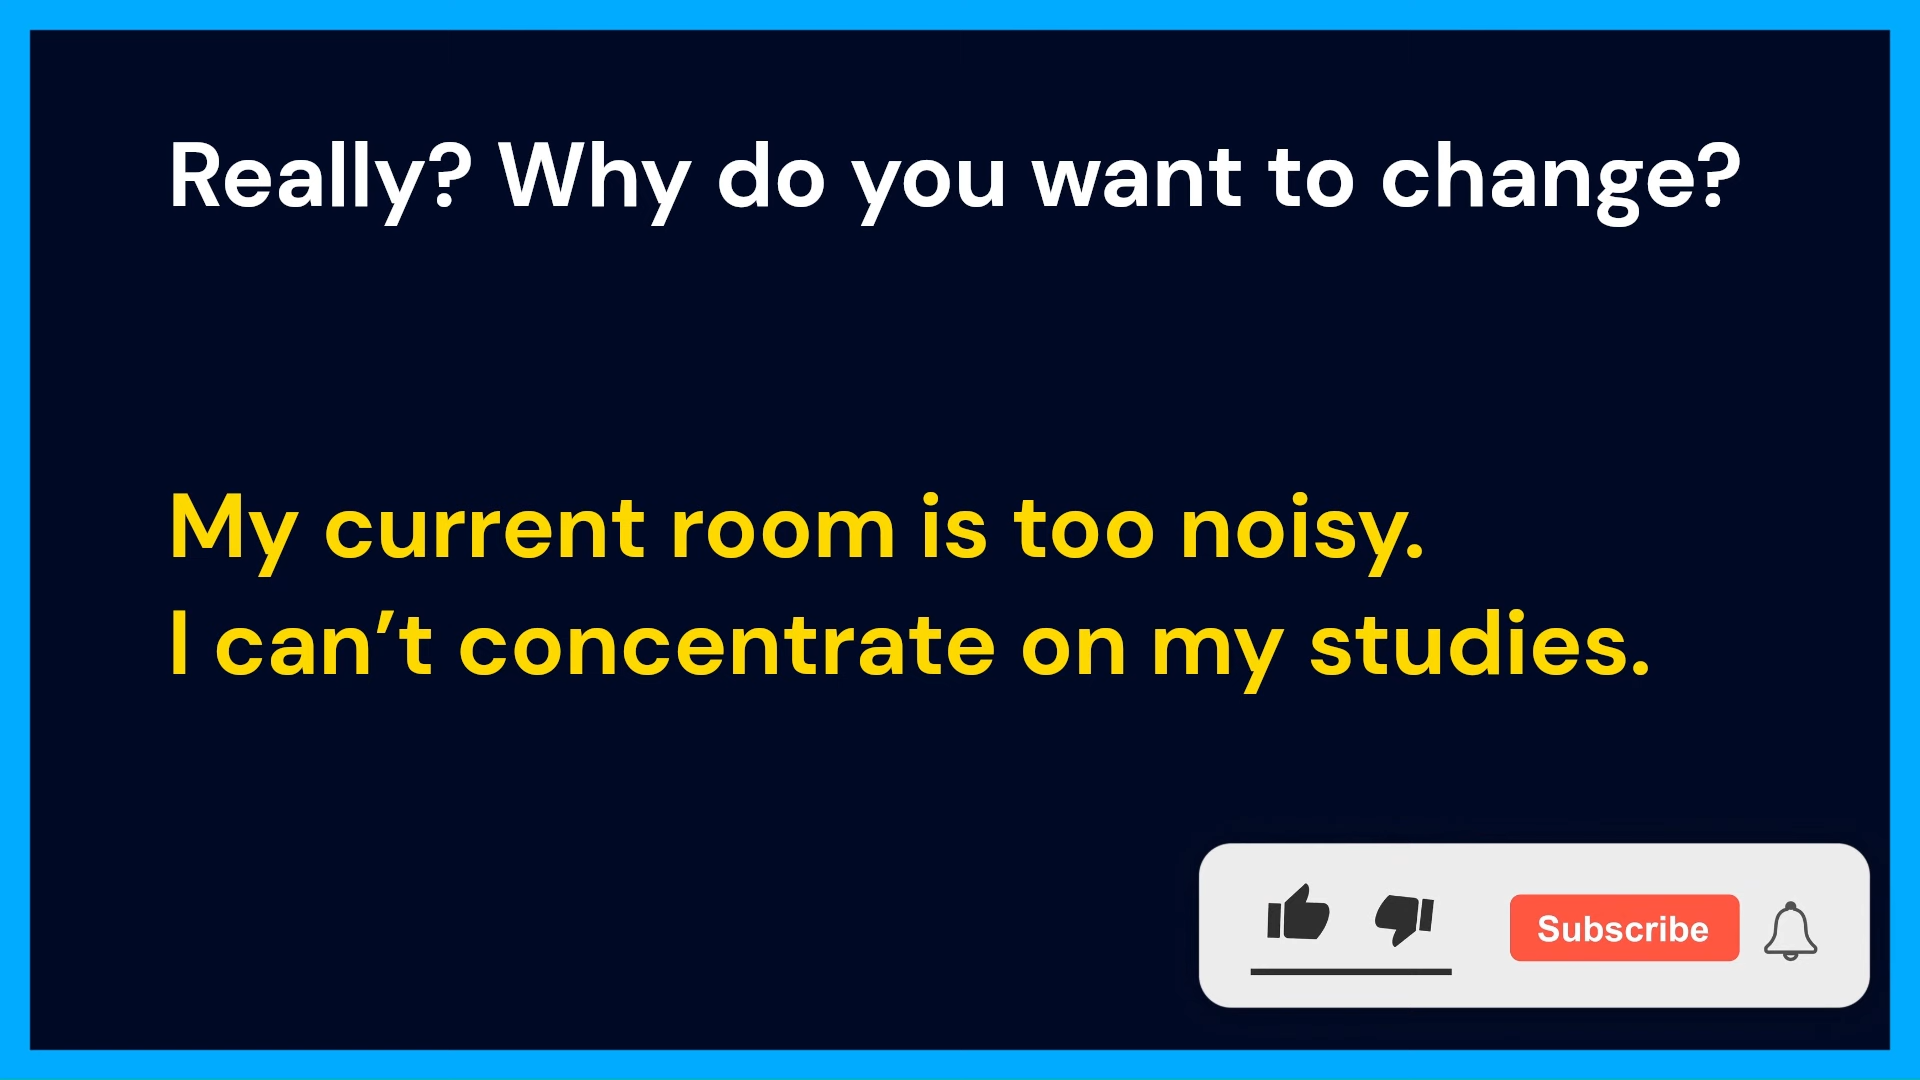 Really? Why do you want to change?
My current room is too noisy.
I can’t concentrate on my studies.
Subscribe